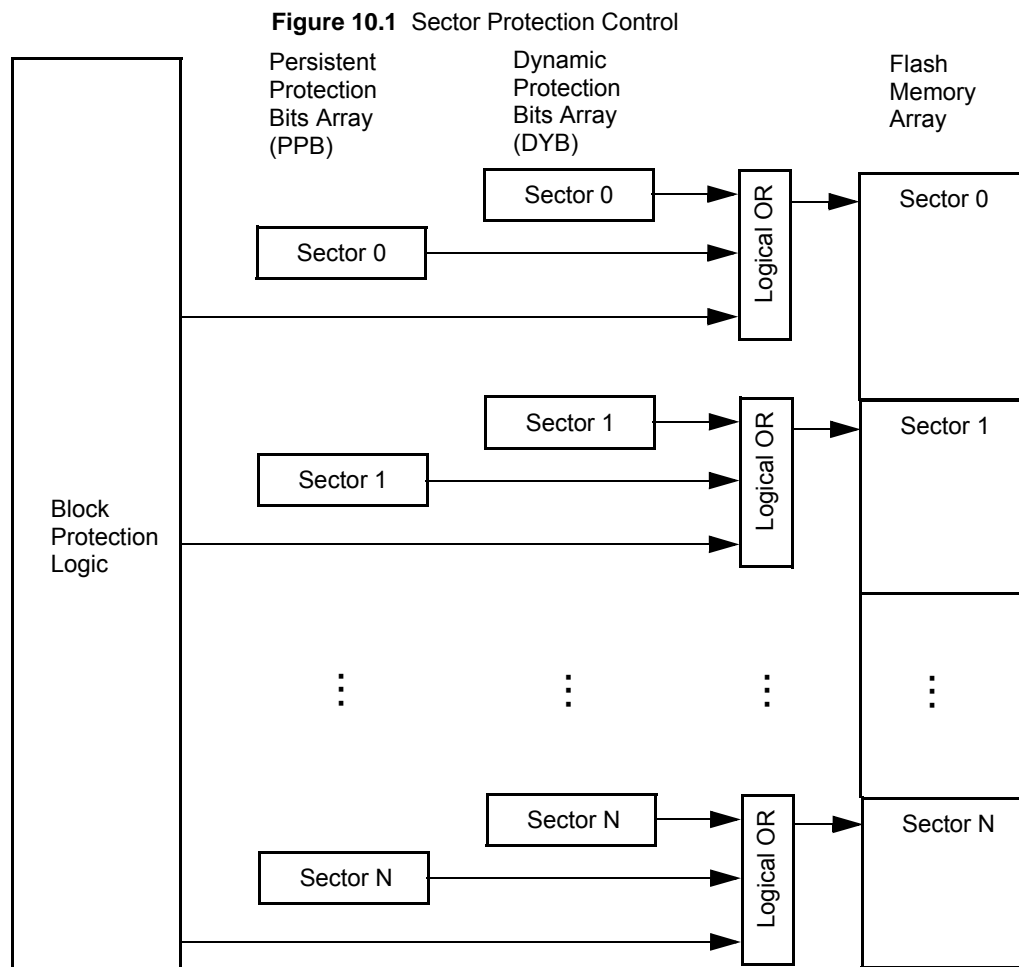 Figure 10.1 Sector Protection Control
Persistent
Protection
Bits Array
(PPB)
Dynamic
Protection
Bits Array
(DYB)
Flash
Memory
Array
Sector 0
Sector 0
Logical OR
Sector 0
Sector 1
Sector 1
Logical OR
Sector 1
Block
Protection
Logic
⋮ ⋮ ⋮ ⋮
Sector N
Sector N
Logical OR
Sector N